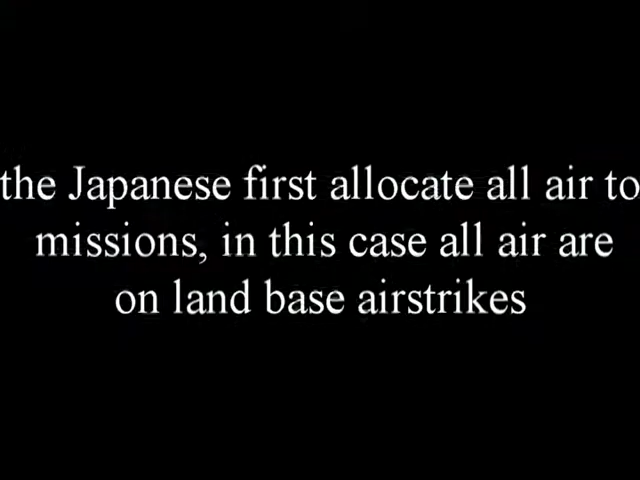 the Japanese first allocate all air to
missions, in this case all air are
on land base airstrikes